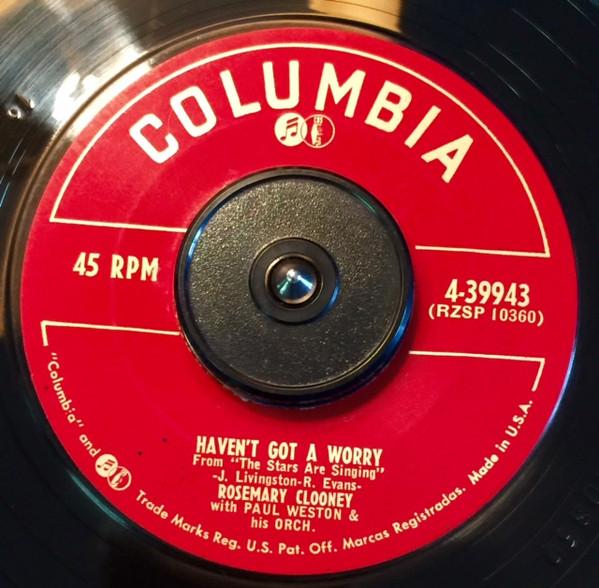 COLUMBIA
45 RPM
4-39943
(RZSP 10360)
HAVEN'T GOT A WORRY
From "The Stars Are Singing"
-J. Livingston-R. Evans-
ROSEMARY CLOONEY
with PAUL WESTON &
his ORCH.
"Columbia" and Trade Marks Reg. U.S. Pat. Off. Marcas Registradas. Made in U.S.A.